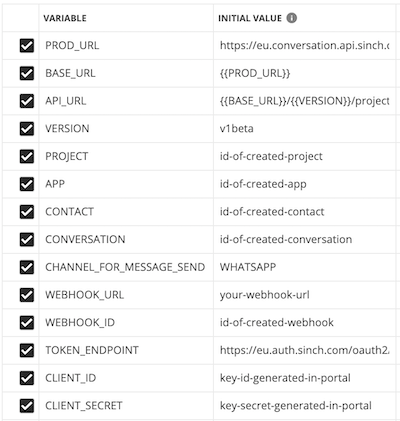 VARIABLE INITIAL VALUE
PROD_URL https://eu.conversation.api.sinch.c
BASE_URL {{PROD_URL}}
API_URL {{BASE_URL}}/{{VERSION}}/project
VERSION v1beta
PROJECT id-of-created-project
APP id-of-created-app
CONTACT id-of-created-contact
CONVERSATION id-of-created-conversation
CHANNEL_FOR_MESSAGE_SEND WHATSAPP
WEBHOOK_URL your-webhook-url
WEBHOOK_ID id-of-created-webhook
TOKEN_ENDPOINT https://eu.auth.sinch.com/oauth2/
CLIENT_ID key-id-generated-in-portal
CLIENT_SECRET key-secret-generated-in-portal